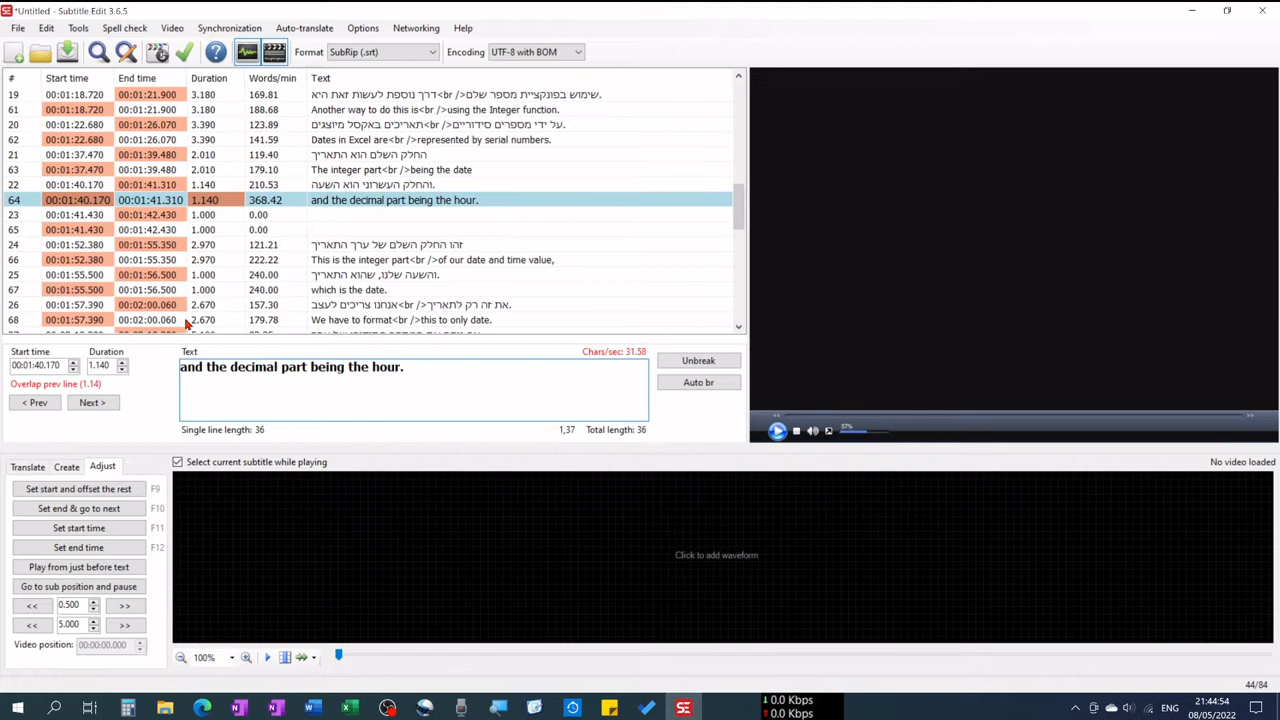 *Untitled - Subtitle Edit 3.6.5
File Edit Tools Spell check Video Synchronization Auto-translate Options Networking Help
Format SubRip (.srt) Encoding UTF-8 with BOM
# Start time End time Duration Words/min Text
19 00:01:18.720 00:01:21.900 3.180 169.81 שימוש בפונקציית מספר שלם<br />דרך נוספת לעשות זאת היא.
61 00:01:18.720 00:01:21.900 3.180 188.68 Another way to do this is<br />using the Integer function.
20 00:01:22.680 00:01:26.070 3.390 123.89 על ידי מספרים סידוריים<br />תאריכים באקסל מיוצגים.
62 00:01:22.680 00:01:26.070 3.390 141.59 Dates in Excel are<br />represented by serial numbers.
21 00:01:37.470 00:01:39.480 2.010 119.40 החלק השלם הוא התאריך
63 00:01:37.470 00:01:39.480 2.010 179.10 The integer part<br />being the date
22 00:01:40.170 00:01:41.310 1.140 210.53 והחלק העשרוני הוא השעה.
64 00:01:40.170 00:01:41.310 1.140 368.42 and the decimal part being the hour.
23 00:01:41.430 00:01:42.430 1.000 0.00
65 00:01:41.430 00:01:42.430 1.000 0.00
24 00:01:52.380 00:01:55.350 2.970 121.21 זהו החלק השלם של ערך התאריך
66 00:01:52.380 00:01:55.350 2.970 222.22 This is the integer part<br />of our date and time value,
25 00:01:55.500 00:01:56.500 1.000 240.00 והשעה שלנו, שהוא התאריך.
67 00:01:55.500 00:01:56.500 1.000 240.00 which is the date.
26 00:01:57.390 00:02:00.060 2.670 157.30 את זה רק לתאריך<br />אנחנו צריכים לעצב.
68 00:01:57.390 00:02:00.060 2.670 179.78 We have to format<br />this to only date.
Start time Duration Text Chars/sec: 31.58
00:01:40.170 1.140 and the decimal part being the hour. Unbreak
Overlap prev line (1.14) Auto br
< Prev Next >
Single line length: 36 1,37 Total length: 36
57%
Translate Create Adjust Select current subtitle while playing No video loaded
Set start and offset the rest F9
Set end & go to next F10
Set start time F11
Set end time F12
Play from just before text
Click to add waveform
Go to sub position and pause
<< 0.500 >>
<< 5.000 >>
Video position: 00:00:00.000
100%
44/84
0.0 Kbps
0.0 Kbps
ENG
21:44:54
08/05/2022